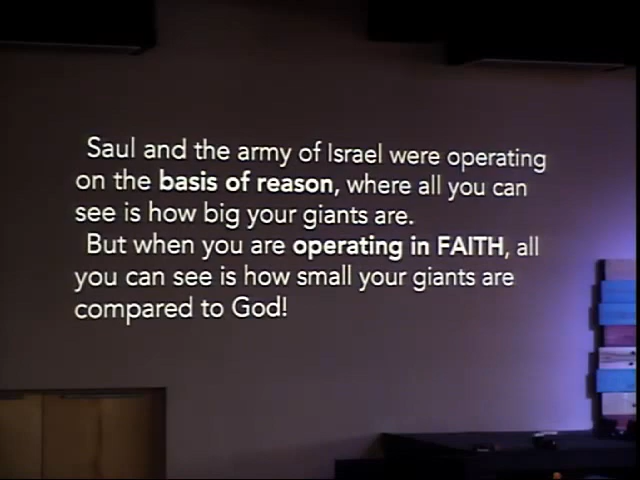 Saul and the army of Israel were operating
on the basis of reason, where all you can
see is how big your giants are.
But when you are operating in FAITH, all
you can see is how small your giants are
compared to God!